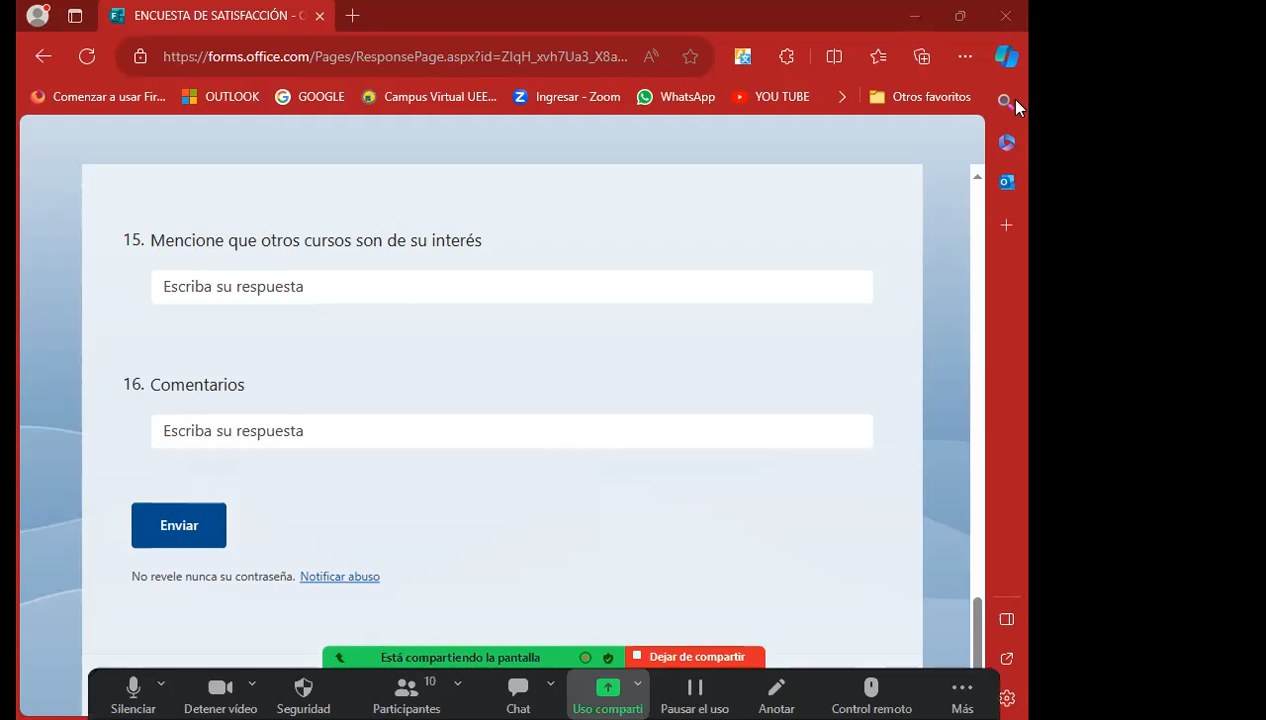 ENCUESTA DE SATISFACCIÓN - C
https://forms.office.com/Pages/ResponsePage.aspx?id=ZIqH_xvh7Ua3_X8a...
Comenzar a usar Fir...
OUTLOOK
GOOGLE
Campus Virtual UEE...
Ingresar - Zoom
WhatsApp
YOU TUBE
Otros favoritos
15. Mencione que otros cursos son de su interés
Escriba su respuesta
16. Comentarios
Escriba su respuesta
Enviar
No revele nunca su contraseña. Notificar abuso
Está compartiendo la pantalla
Dejar de compartir
Silenciar
Detener vídeo
Seguridad
Participantes
10
Chat
Uso comparti
Pausar el uso
Anotar
Control remoto
Más